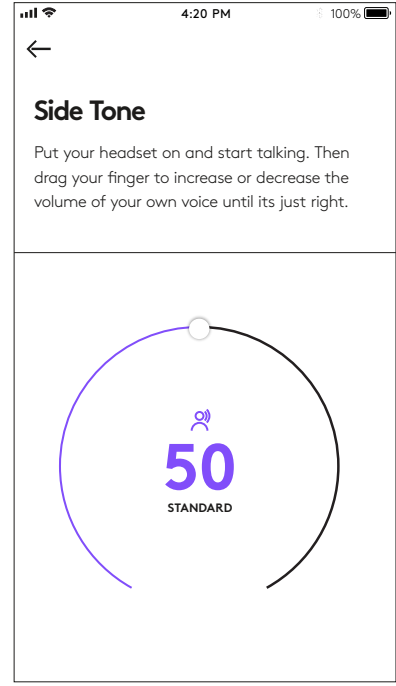 4:20 PM 100%
Side Tone
Put your headset on and start talking. Then
drag your finger to increase or decrease the
volume of your own voice until its just right.
50
STANDARD